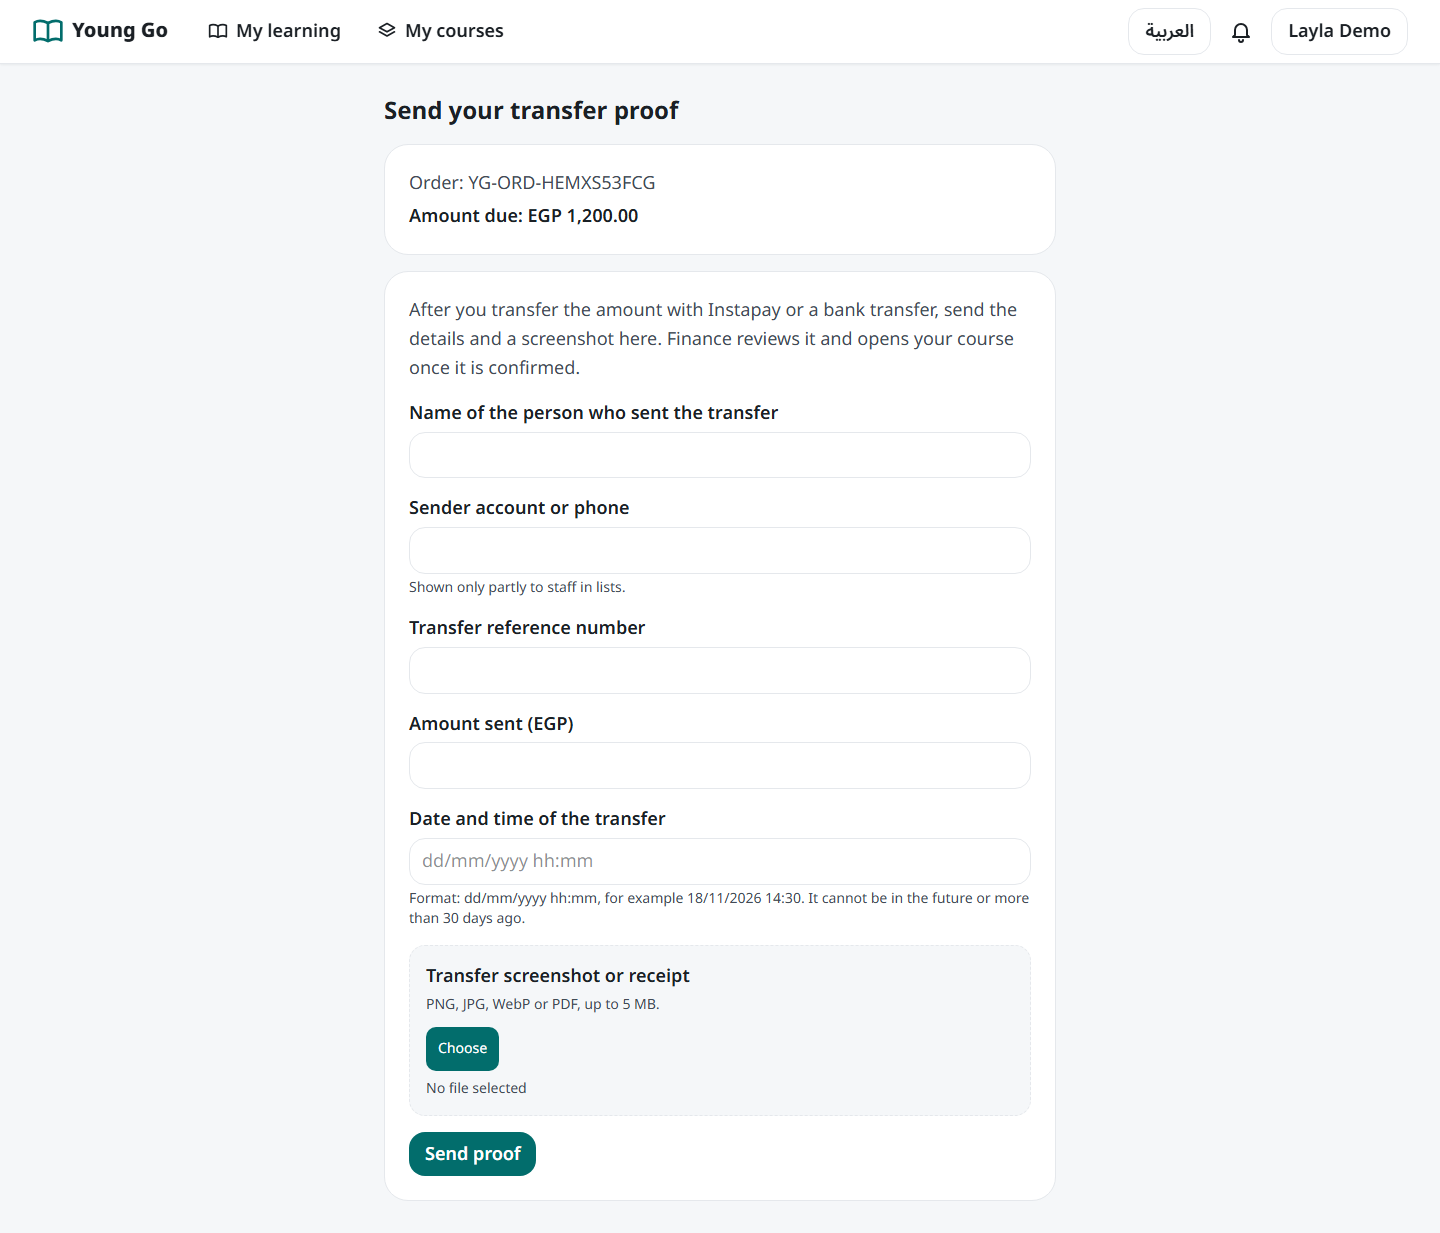 Young Go
My learning
My courses
العربية
Layla Demo
Send your transfer proof
Order: YG-ORD-HEMXS53FCG
Amount due: EGP 1,200.00
After you transfer the amount with Instapay or a bank transfer, send the
details and a screenshot here. Finance reviews it and opens your course
once it is confirmed.
Name of the person who sent the transfer
Sender account or phone
Shown only partly to staff in lists.
Transfer reference number
Amount sent (EGP)
Date and time of the transfer
dd/mm/yyyy hh:mm
Format: dd/mm/yyyy hh:mm, for example 18/11/2026 14:30. It cannot be in the future or more
than 30 days ago.
Transfer screenshot or receipt
PNG, JPG, WebP or PDF, up to 5 MB.
Choose
No file selected
Send proof